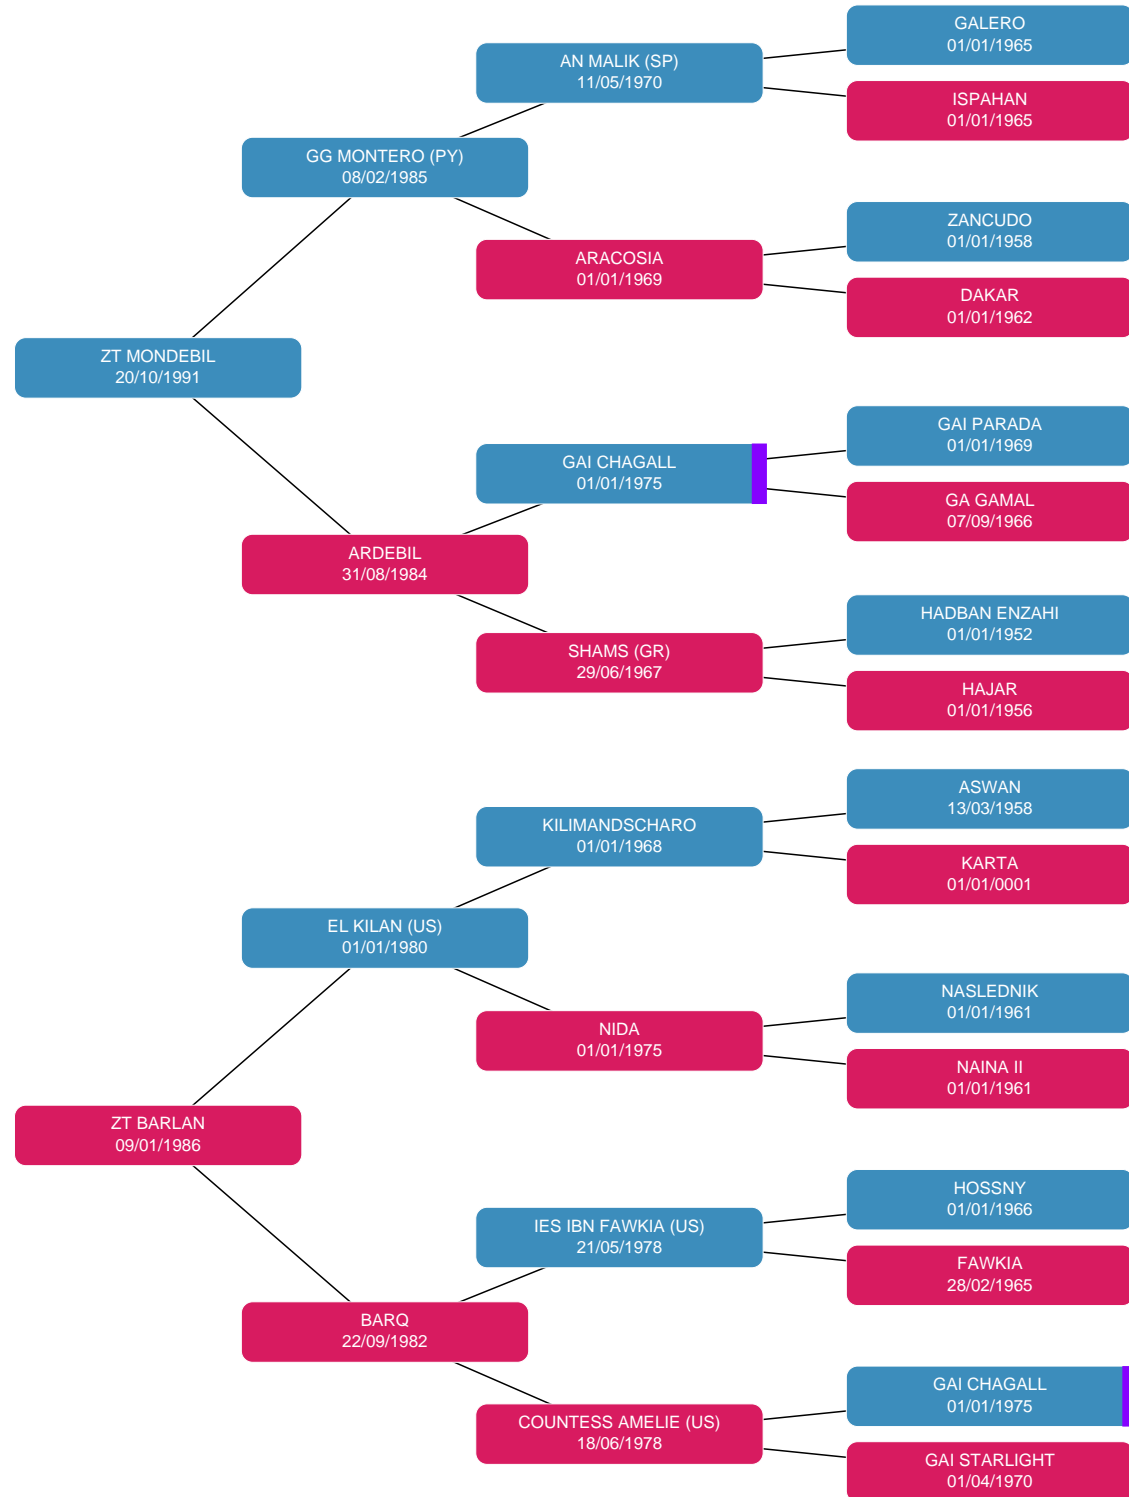 GALERO
01/01/1965
AN MALIK (SP)
11/05/1970
ISPAHAN
01/01/1965
GG MONTERO (PY)
08/02/1985
ZANCUDO
01/01/1958
ARACOSIA
01/01/1969
DAKAR
01/01/1962
ZT MONDEBIL
20/10/1991
GAI PARADA
01/01/1969
GAI CHAGALL
01/01/1975
GA GAMAL
07/09/1966
ARDEBIL
31/08/1984
HADBAN ENZAHI
01/01/1952
SHAMS (GR)
29/06/1967
HAJAR
01/01/1956
ASWAN
13/03/1958
KILIMANDSCHARO
01/01/1968
KARTA
01/01/0001
EL KILAN (US)
01/01/1980
NASLEDNIK
01/01/1961
NIDA
01/01/1975
NAINA II
01/01/1961
ZT BARLAN
09/01/1986
HOSSNY
01/01/1966
IES IBN FAWKIA (US)
21/05/1978
FAWKIA
28/02/1965
BARQ
22/09/1982
GAI CHAGALL
01/01/1975
COUNTESS AMELIE (US)
18/06/1978
GAI STARLIGHT
01/04/1970